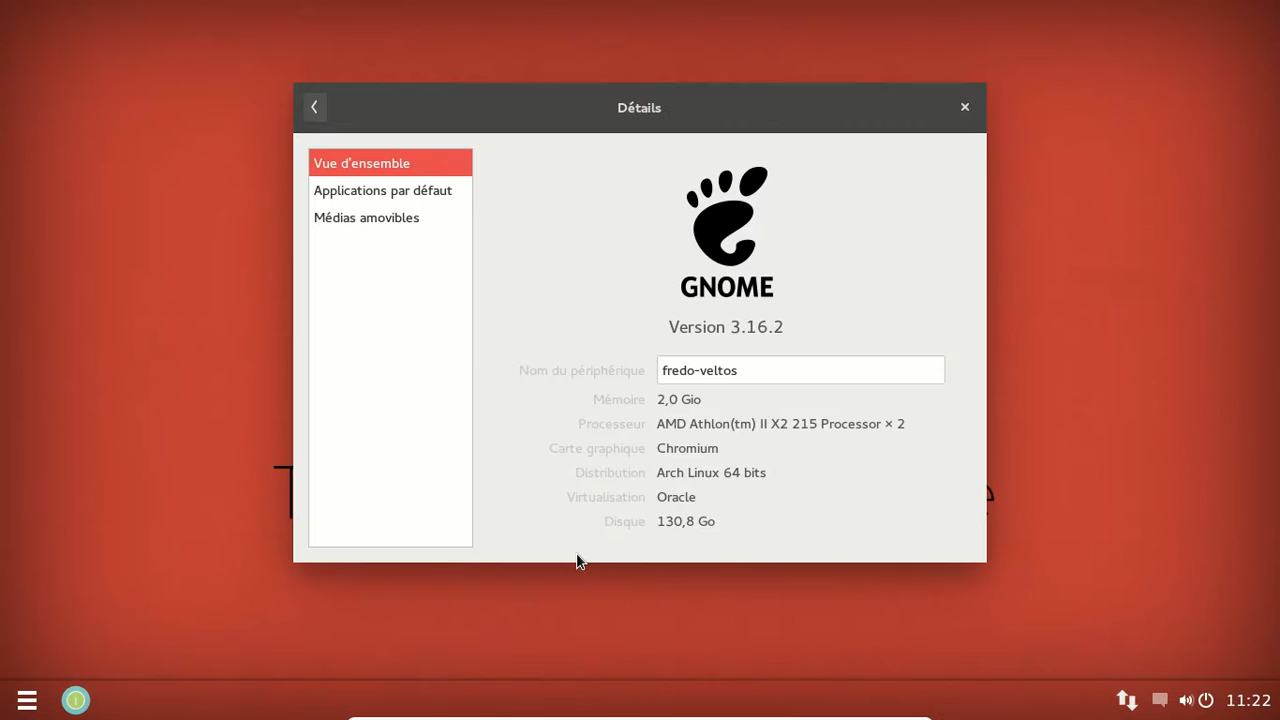 Détails
Vue d'ensemble
Applications par défaut
Médias amovibles
GNOME
Version 3.16.2
Nom du périphérique fredo-veltos
Mémoire 2,0 Gio
Processeur AMD Athlon(tm) II X2 215 Processor × 2
Carte graphique Chromium
Distribution Arch Linux 64 bits
Virtualisation Oracle
Disque 130,8 Go
11:22